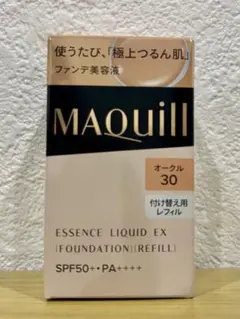 使うたび、「極上つるん肌」
ファンデ美容液
MAQuill
オークル
30
付け替え用
レフィル
ESSENCE LIQUID EX
(FOUNDATION)(REFILL)
SPF50+・PA++++